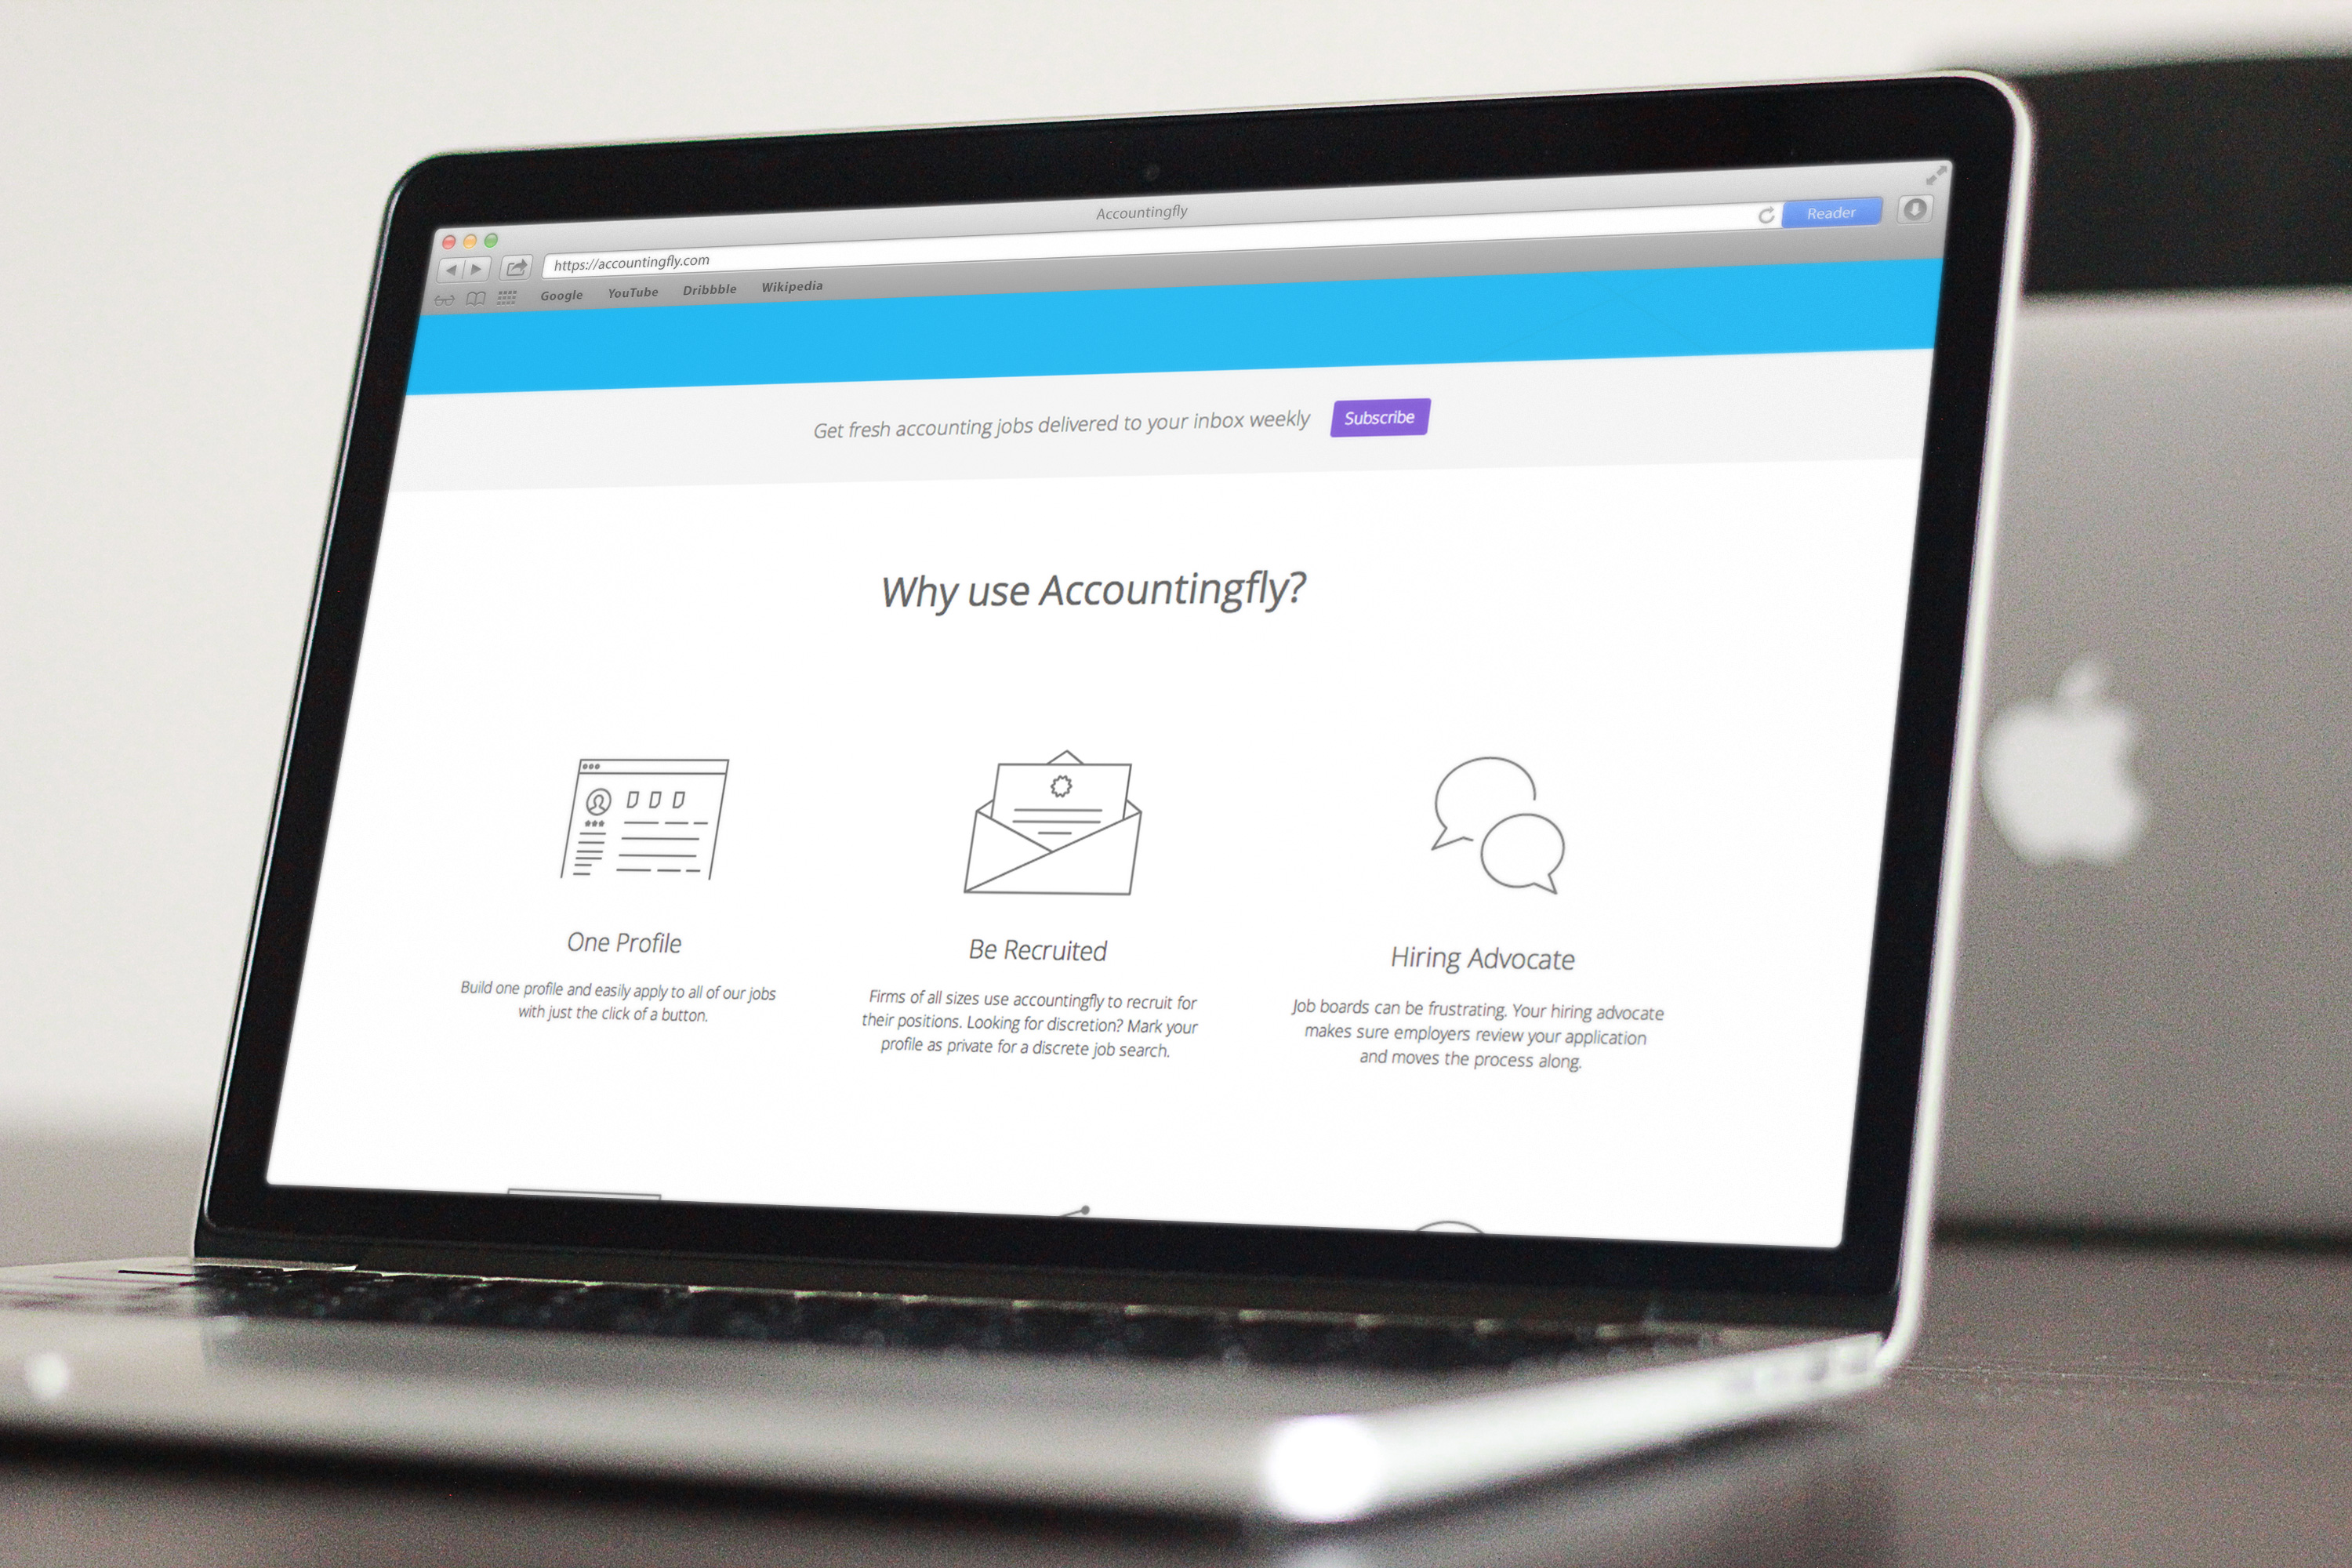 Accountingfly
https://accountingfly.com
Reader
Google YouTube Dribbble Wikipedia
Get fresh accounting jobs delivered to your inbox weekly Subscribe
Why use Accountingfly?
One Profile
Build one profile and easily apply to all of our jobs
with just the click of a button.
Be Recruited
Firms of all sizes use accountingfly to recruit for
their positions. Looking for discretion? Mark your
profile as private for a discrete job search.
Hiring Advocate
Job boards can be frustrating. Your hiring advocate
makes sure employers review your application
and moves the process along.